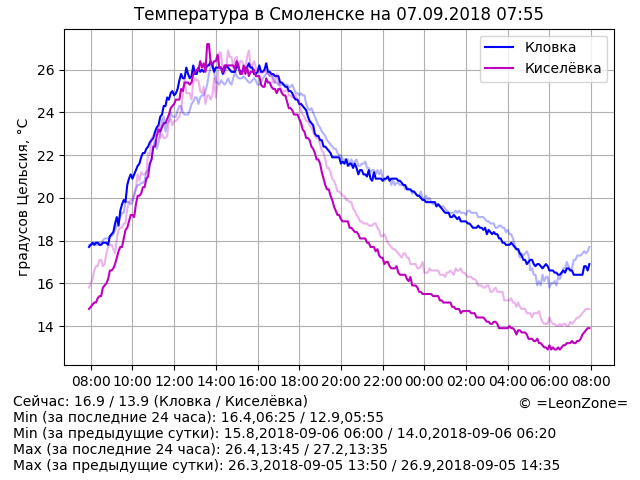 Температура в Смоленске на 07.09.2018 07:55
Кловка
Киселёвка
градусов Цельсия, °C
26
24
22
20
18
16
14
08:00 10:00 12:00 14:00 16:00 18:00 20:00 22:00 00:00 02:00 04:00 06:00 08:00
Сейчас: 16.9 / 13.9 (Кловка / Киселёвка)
© =LeonZone=
Min (за последние 24 часа): 16.4,06:25 / 12.9,05:55
Min (за предыдущие сутки): 15.8,2018-09-06 06:00 / 14.0,2018-09-06 06:20
Max (за последние 24 часа): 26.4,13:45 / 27.2,13:35
Max (за предыдущие сутки): 26.3,2018-09-05 13:50 / 26.9,2018-09-05 14:35